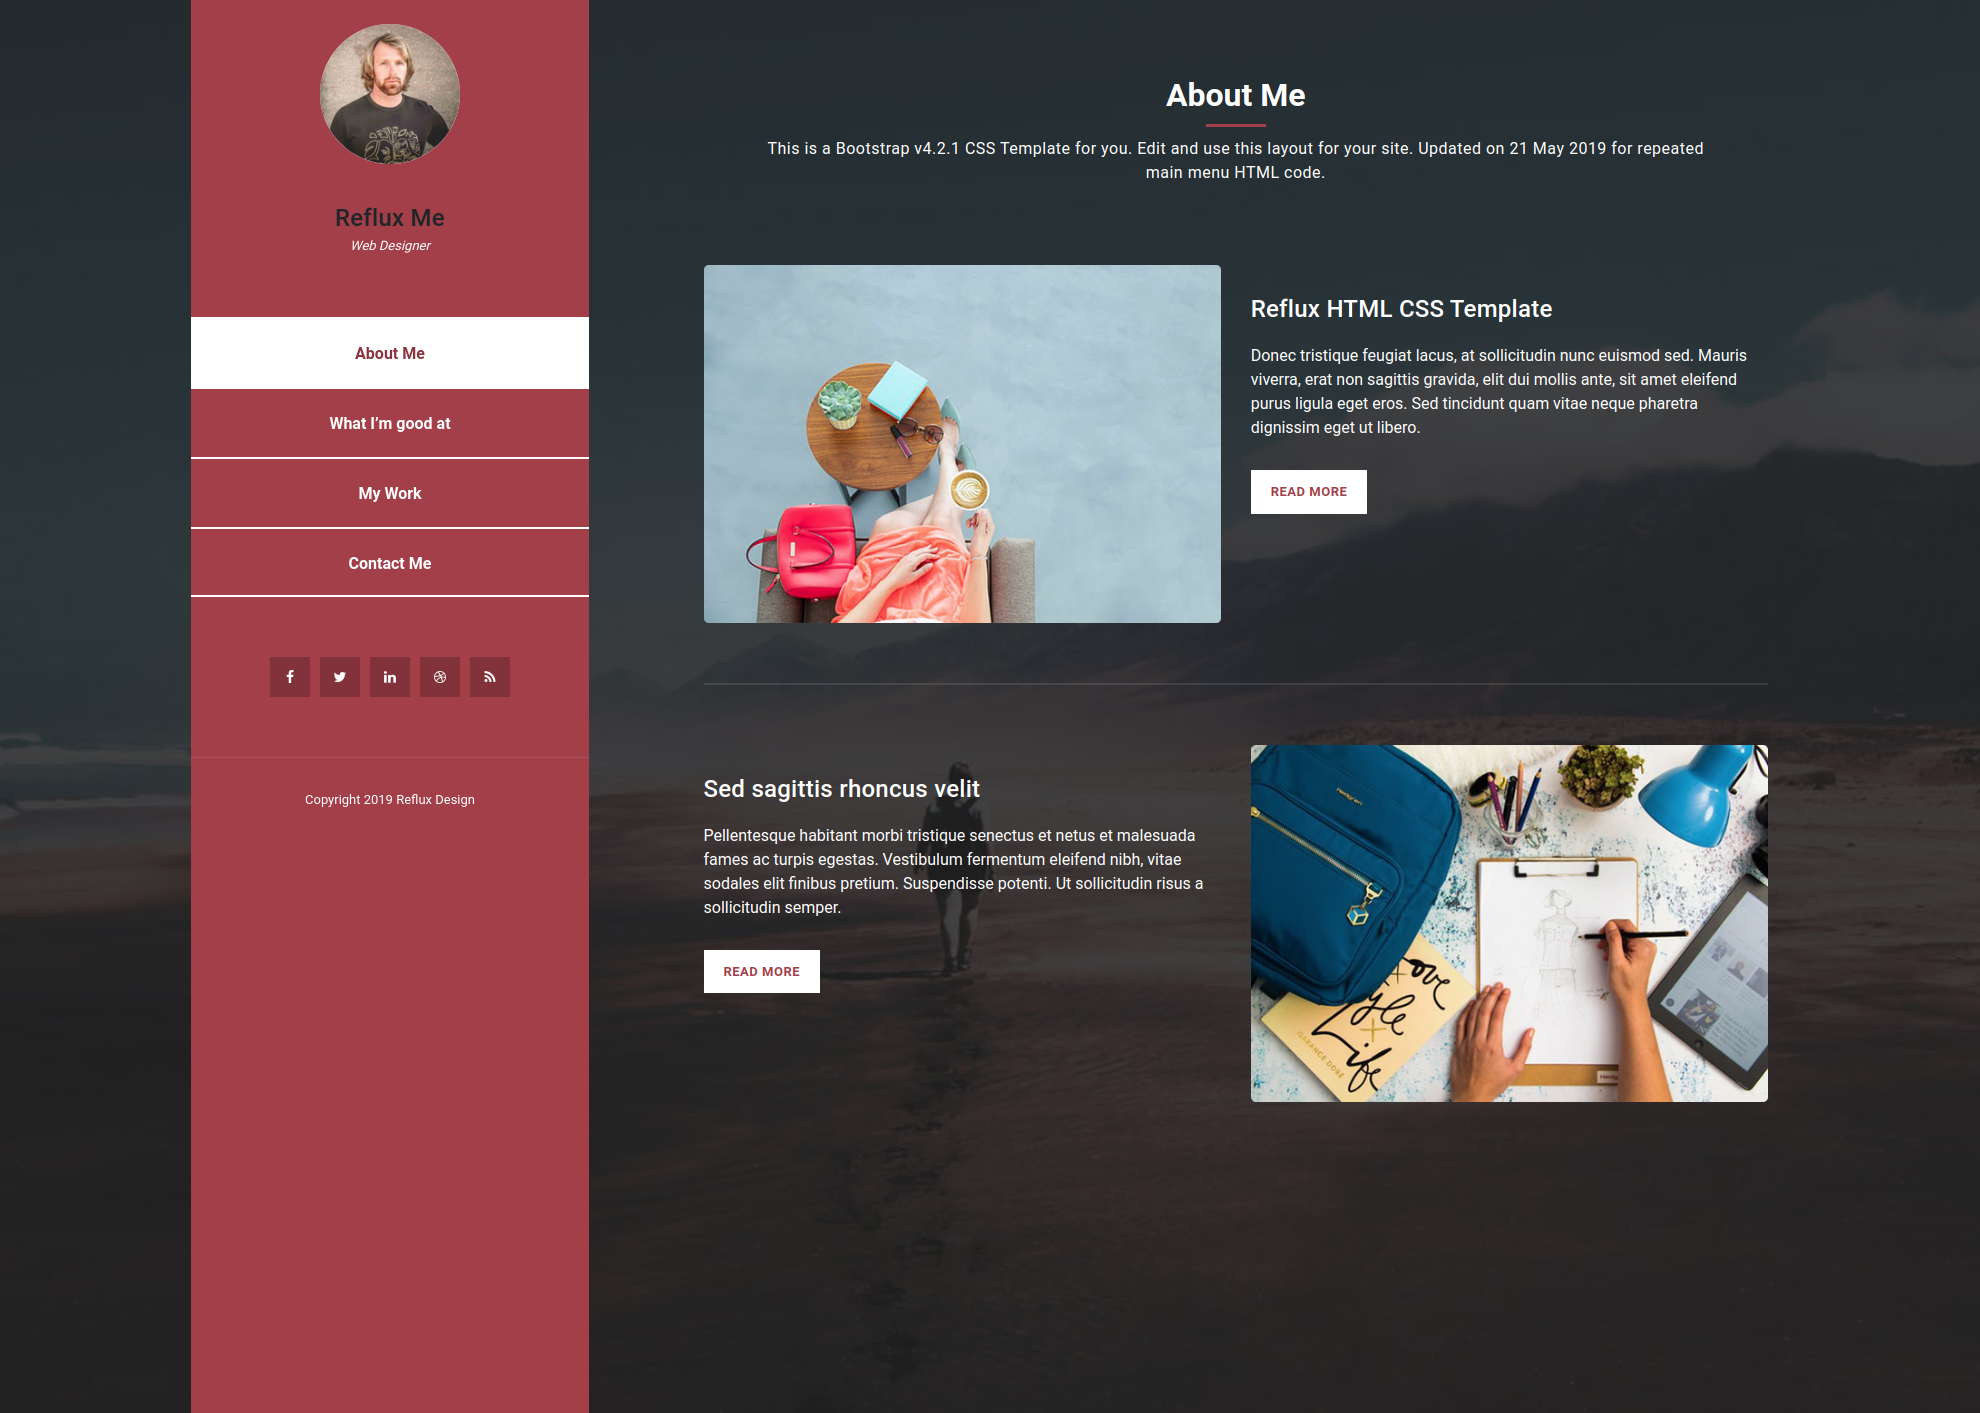 Reflux Me
Web Designer
About Me
What I'm good at
My Work
Contact Me
Copyright 2019 Reflux Design
About Me
This is a Bootstrap v4.2.1 CSS Template for you. Edit and use this layout for your site. Updated on 21 May 2019 for repeated
main menu HTML code.
Reflux HTML CSS Template
Donec tristique feugiat lacus, at sollicitudin nunc euismod sed. Mauris
viverra, erat non sagittis gravida, elit dui mollis ante, sit amet eleifend
purus ligula eget eros. Sed tincidunt quam vitae neque pharetra
dignissim eget ut libero.
READ MORE
Sed sagittis rhoncus velit
Pellentesque habitant morbi tristique senectus et netus et malesuada
fames ac turpis egestas. Vestibulum fermentum eleifend nibh, vitae
sodales elit finibus pretium. Suspendisse potenti. Ut sollicitudin risus a
sollicitudin semper.
READ MORE
Life
GARANCE DORÉ